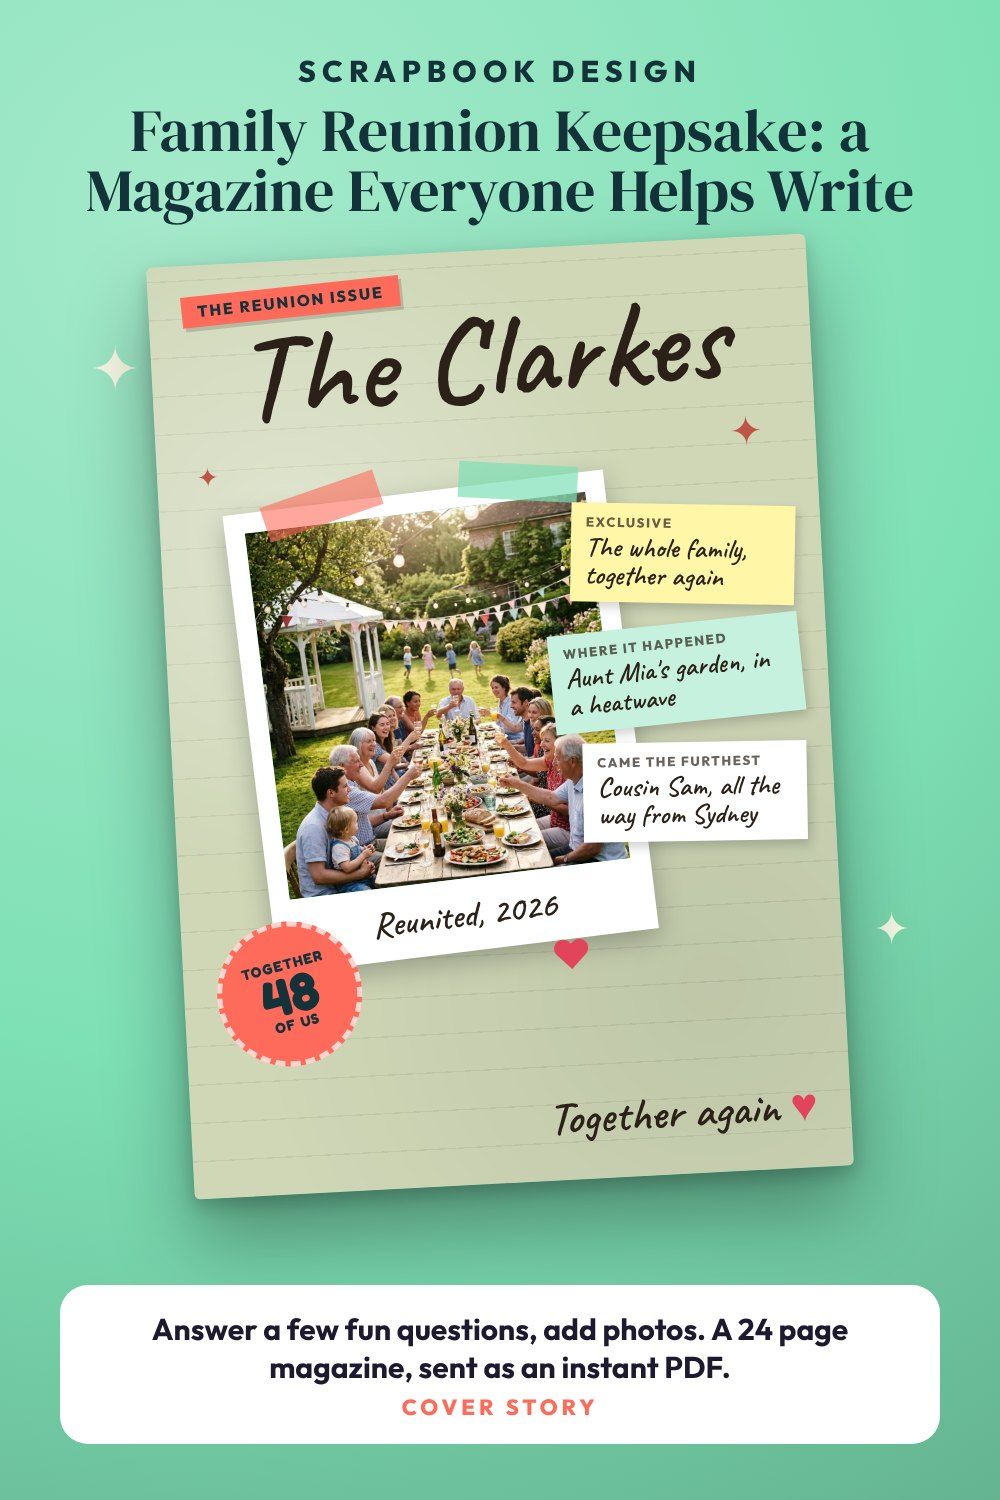 SCRAPBOOK DESIGN
Family Reunion Keepsake: a
Magazine Everyone Helps Write
THE REUNION ISSUE
The Clarkes
EXCLUSIVE
The whole family,
together again
WHERE IT HAPPENED
Aunt Mia's garden, in
a heatwave
CAME THE FURTHEST
Cousin Sam, all the
way from Sydney
Reunited, 2026
TOGETHER
48
OF US
Together again ♥
Answer a few fun questions, add photos. A 24 page
magazine, sent as an instant PDF.
COVER STORY